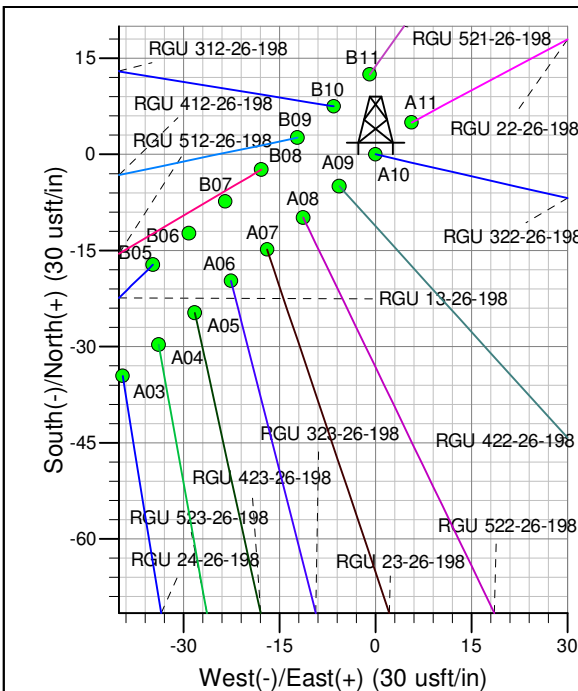 15
0
-15
-30
-45
-60
-30
-15
0
15
30
South(-)/North(+) (30 usft/in)
West(-)/East(+) (30 usft/in)
RGU 312-26-198
RGU 521-26-198
B11
RGU 412-26-198
B10
A11
B09
RGU 512-26-198
RGU 22-26-198
B08
A09
A10
B07
A08
B06
A07
RGU 322-26-198
B05
A06
RGU 13-26-198
A05
A04
A03
RGU 323-26-198
RGU 422-26-198
RGU 423-26-198
RGU 523-26-198
RGU 522-26-198
RGU 24-26-198
RGU 23-26-198